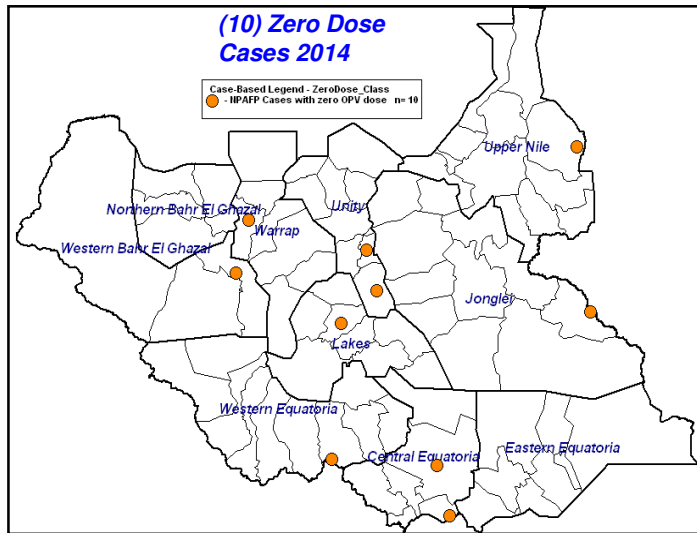 (10) Zero Dose
Cases 2014
Case-Based Legend - ZeroDose_Class
- NPAFP Cases with zero OPV dose n= 10
Upper Nile
Northern Bahr El Ghazal
Unity
Warrap
Western Bahr El Ghazal
Jongler
Lakes
Western Equatoria
Central Equatoria
Eastern Equatoria